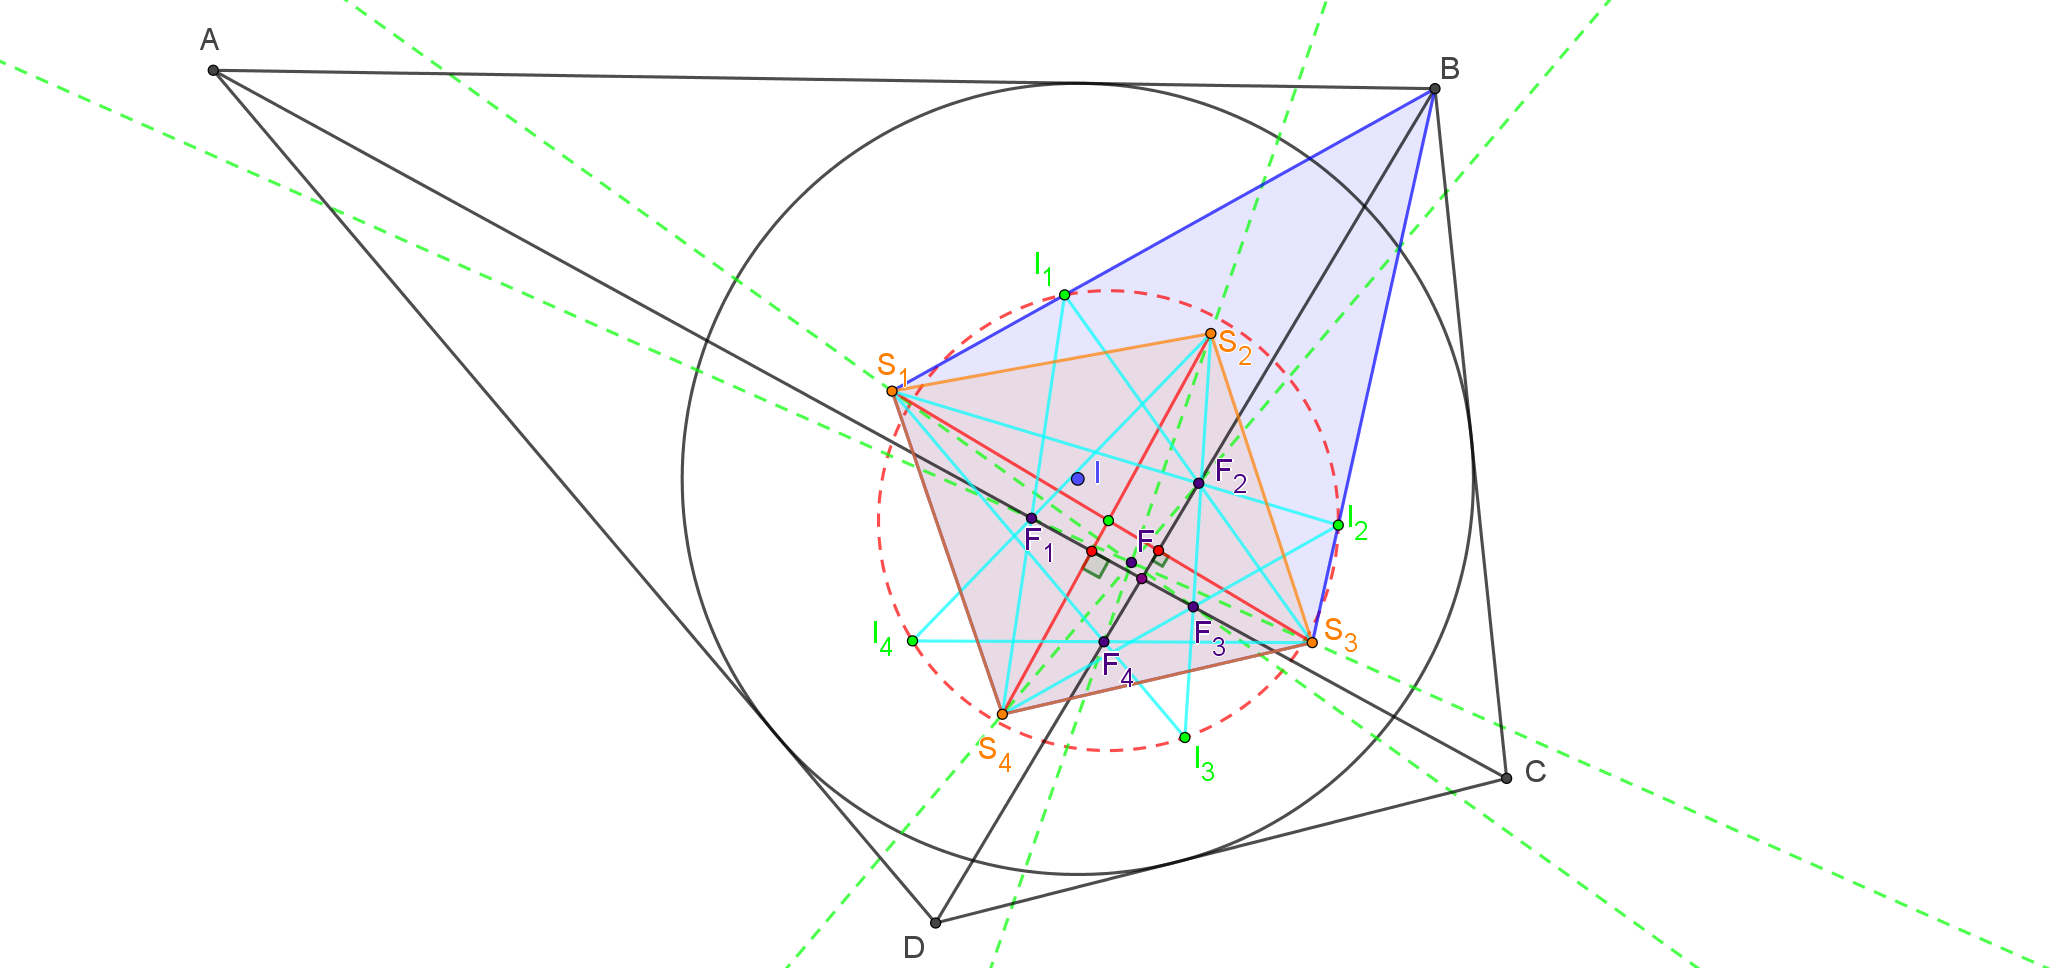 A
B
I₁
S₁
S₂
I
F₂
I₂
F₁
F
I₄
F₃
S₃
F₄
S₄
I₃
C
D